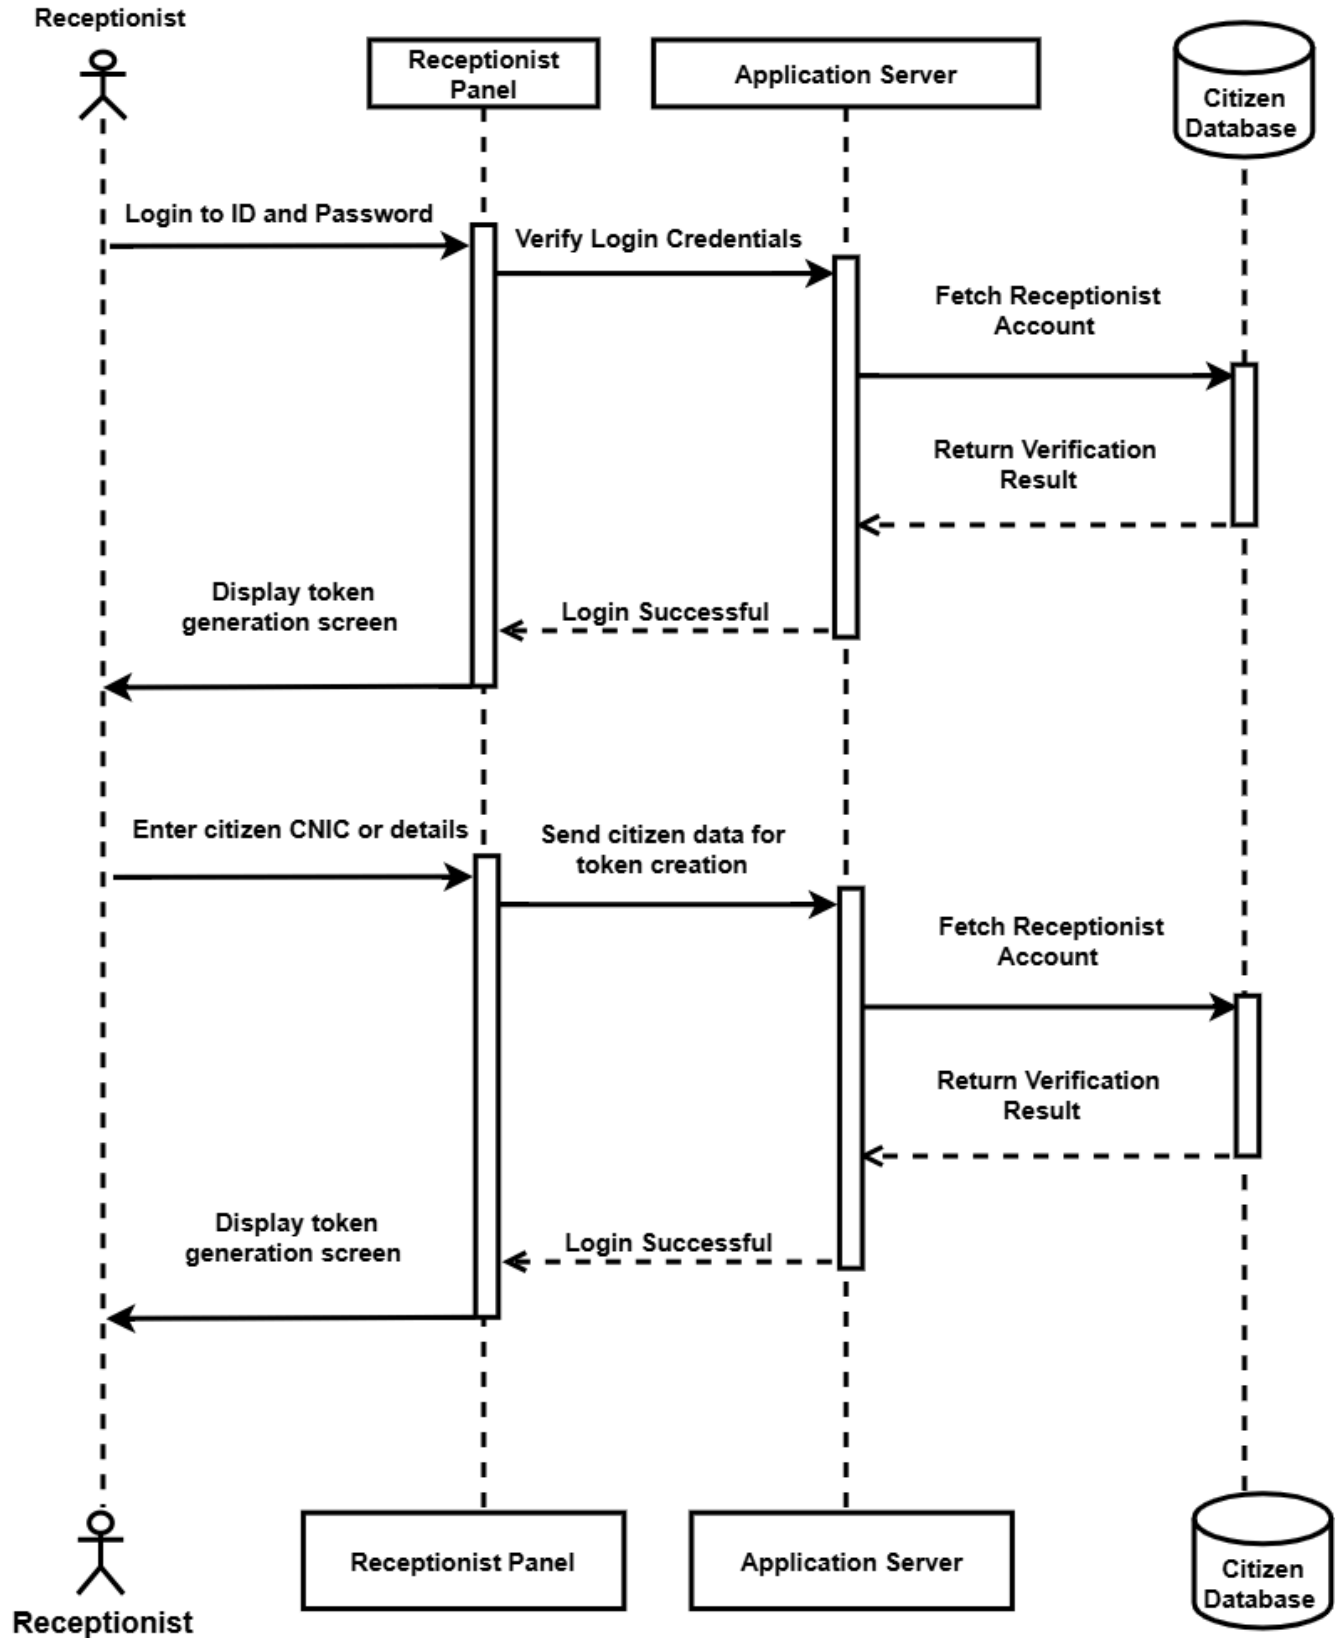 Receptionist
Receptionist
Panel
Application Server
Citizen
Database
Login to ID and Password
Verify Login Credentials
Fetch Receptionist
Account
Return Verification
Result
Display token
generation screen
Login Successful
Enter citizen CNIC or details
Send citizen data for
token creation
Fetch Receptionist
Account
Return Verification
Result
Display token
generation screen
Login Successful
Receptionist
Receptionist Panel
Application Server
Citizen
Database